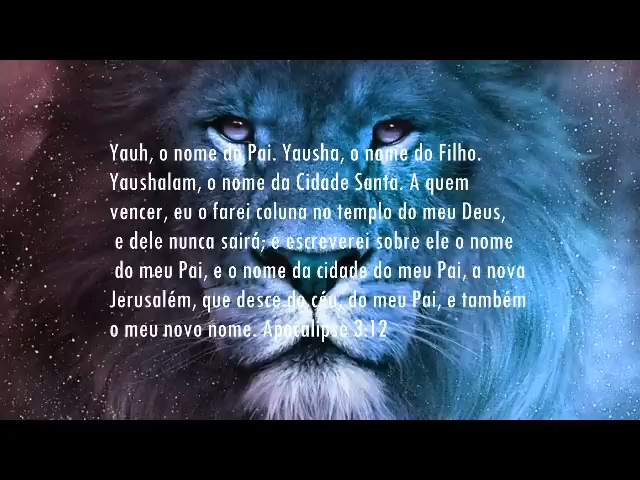 Yauh, o nome do Pai. Yausha, o nome do Filho.
Yaushalam, o nome da Cidade Santa. A quem
vencer, eu o farei coluna no templo do meu Deus,
e dele nunca sairá; e escreverei sobre ele o nome
do meu Pai, e o nome da cidade do meu Pai, a nova
Jerusalém, que desce do céu, do meu Pai, e também
o meu novo nome. Apocalipse 3:12